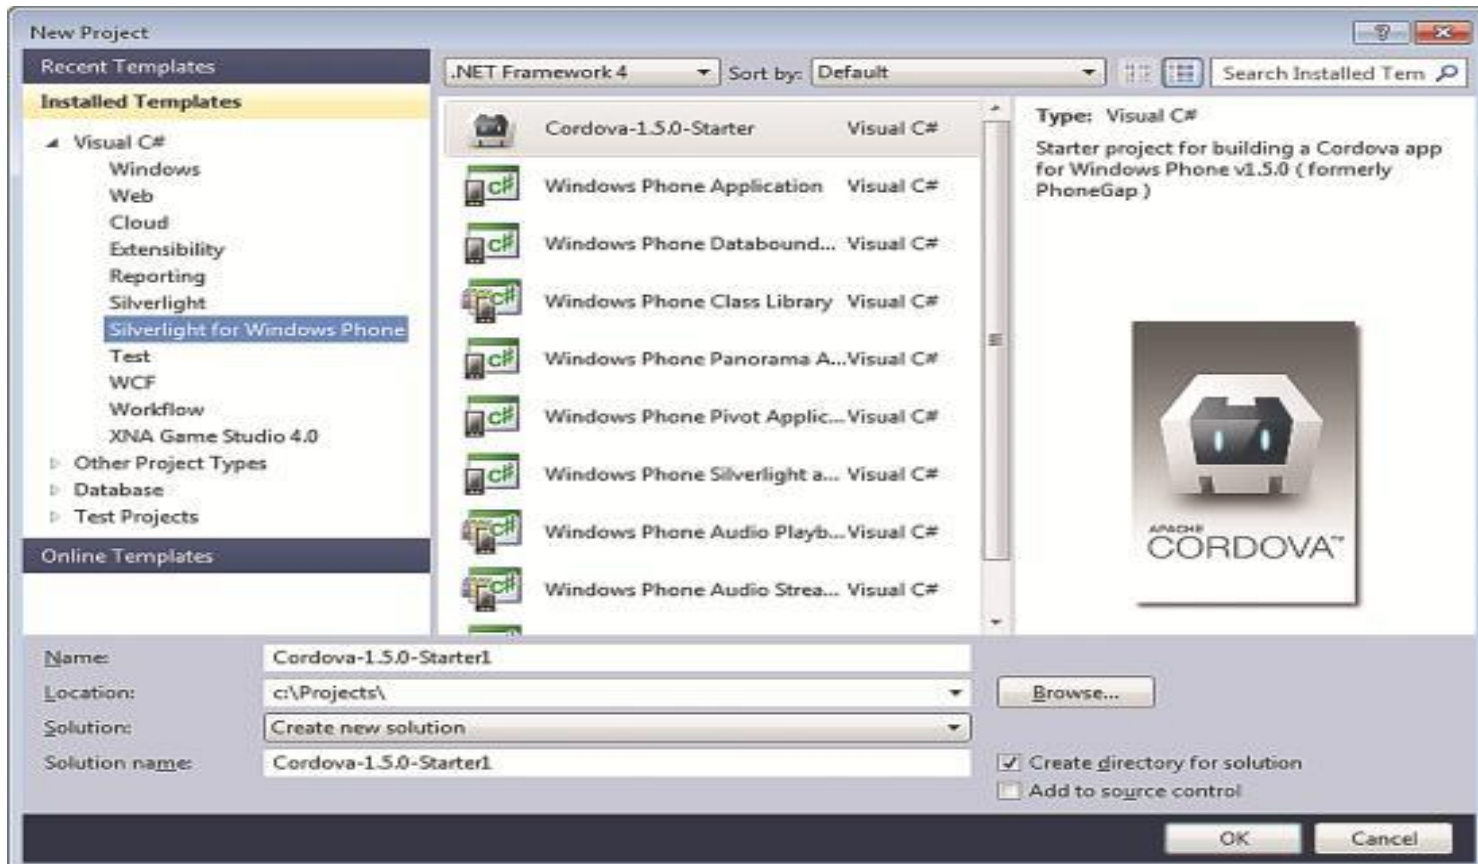 New Project
Recent Templates
Installed Templates
Visual C#
Windows
Web
Cloud
Extensibility
Reporting
Silverlight
Silverlight for Windows Phone
Test
WCF
Workflow
XNA Game Studio 4.0
Other Project Types
Database
Test Projects
Online Templates
.NET Framework 4 Sort by: Default Search Installed Tem
Cordova-1.5.0-Starter Visual C#
Windows Phone Application Visual C#
Windows Phone Databound... Visual C#
Windows Phone Class Library Visual C#
Windows Phone Panorama A... Visual C#
Windows Phone Pivot Applic... Visual C#
Windows Phone Silverlight a... Visual C#
Windows Phone Audio Playb... Visual C#
Windows Phone Audio Strea... Visual C#
Type: Visual C#
Starter project for building a Cordova app
for Windows Phone v1.5.0 ( formerly
PhoneGap )
APACHE
CORDOVA™
Name: Cordova-1.5.0-Starter1
Location: c:\Projects\ Browse...
Solution: Create new solution
Solution name: Cordova-1.5.0-Starter1
Create directory for solution
Add to source control
OK Cancel